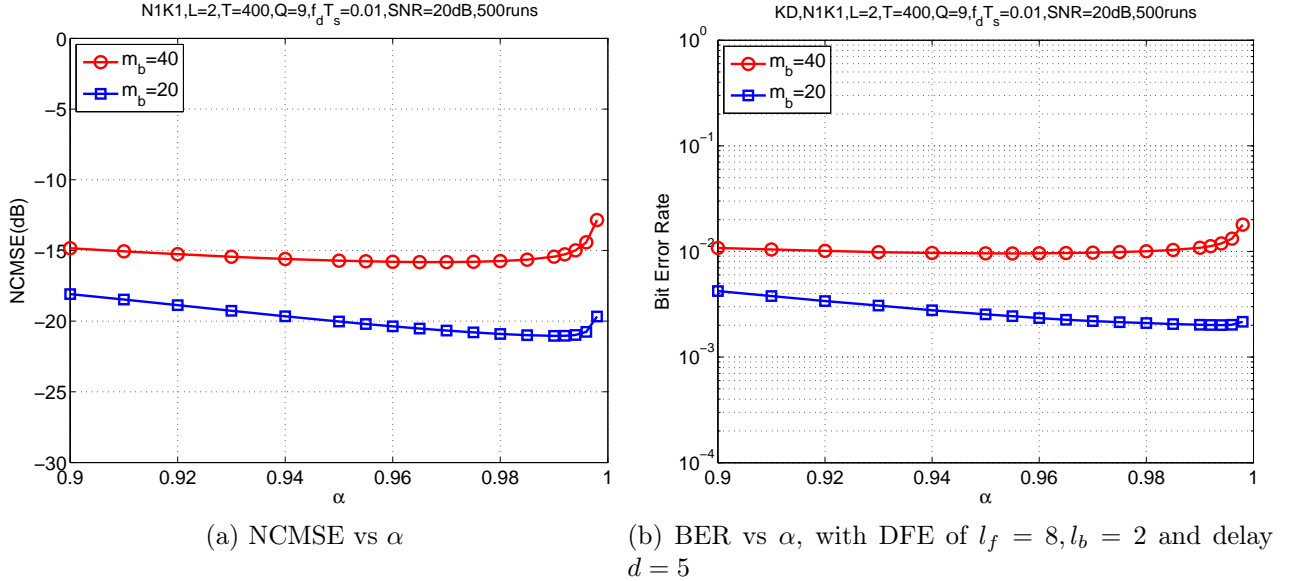 N1K1,L=2,T=400,Q=9,f_dT_s=0.01,SNR=20dB,500runs
0
−5
−10
−15
−20
−25
−30
NCMSE(dB)
m_b=40
m_b=20
0.9 0.92 0.94 0.96 0.98 1
α
(a) NCMSE vs α
KD,N1K1,L=2,T=400,Q=9,f_dT_s=0.01,SNR=20dB,500runs
10^0
10^−1
10^−2
10^−3
10^−4
Bit Error Rate
m_b=40
m_b=20
0.9 0.92 0.94 0.96 0.98 1
α
(b) BER vs α, with DFE of l_f = 8, l_b = 2 and delay
d = 5